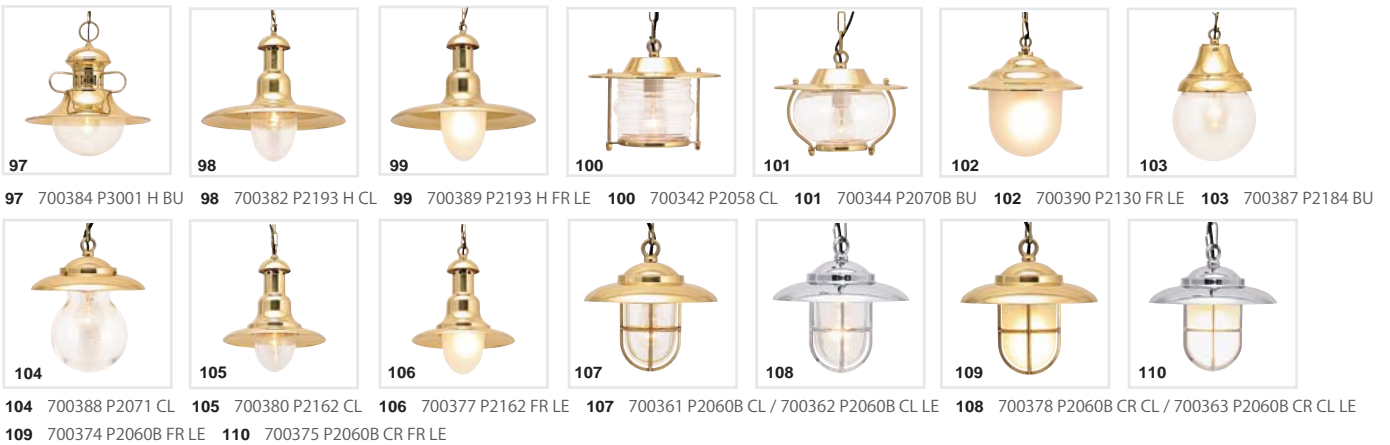 97 98 99 100 101 102 103
97 700384 P3001 H BU 98 700382 P2193 H CL 99 700389 P2193 H FR LE 100 700342 P2058 CL 101 700344 P2070B BU 102 700390 P2130 FR LE 103 700387 P2184 BU
104 105 106 107 108 109 110
104 700388 P2071 CL 105 700380 P2162 CL 106 700377 P2162 FR LE 107 700361 P2060B CL / 700362 P2060B CL LE 108 700378 P2060B CR CL / 700363 P2060B CR CL LE
109 700374 P2060B FR LE 110 700375 P2060B CR FR LE